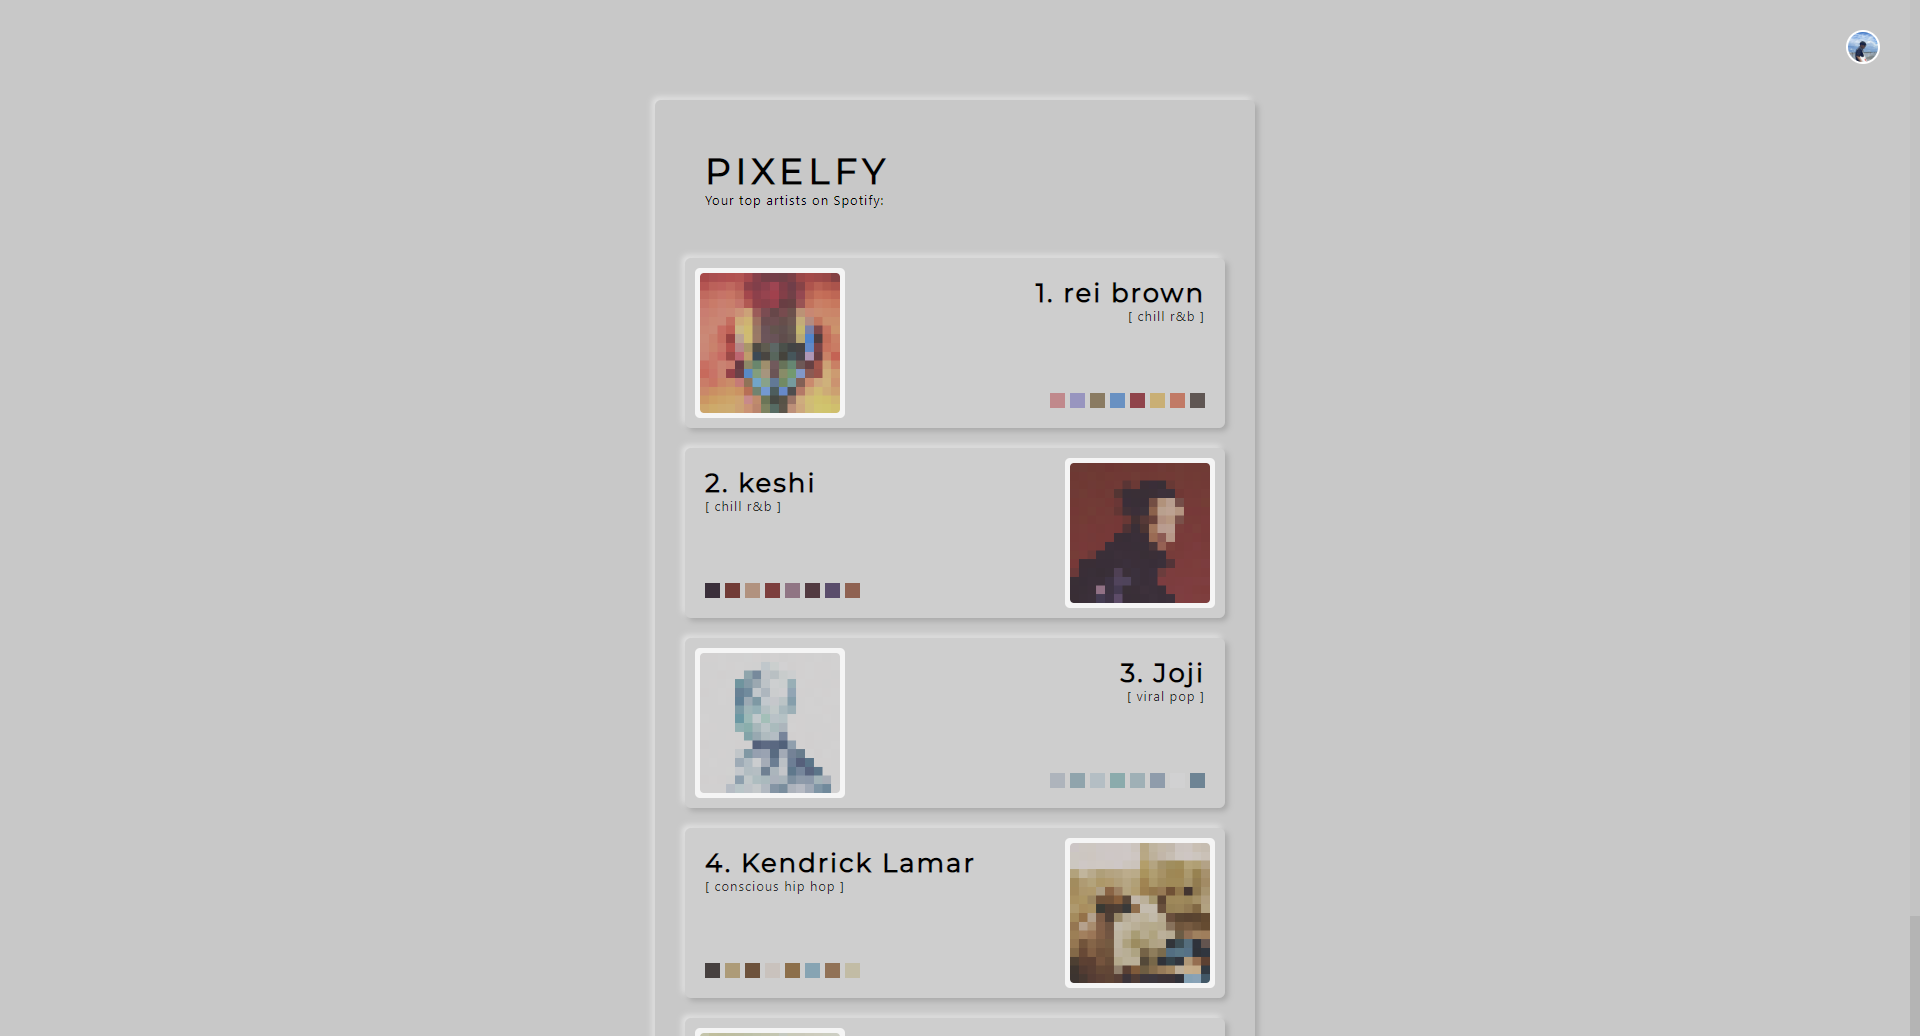 PIXELFY
Your top artists on Spotify:
1. rei brown
[ chill r&b ]
2. keshi
[ chill r&b ]
3. Joji
[ viral pop ]
4. Kendrick Lamar
[ conscious hip hop ]